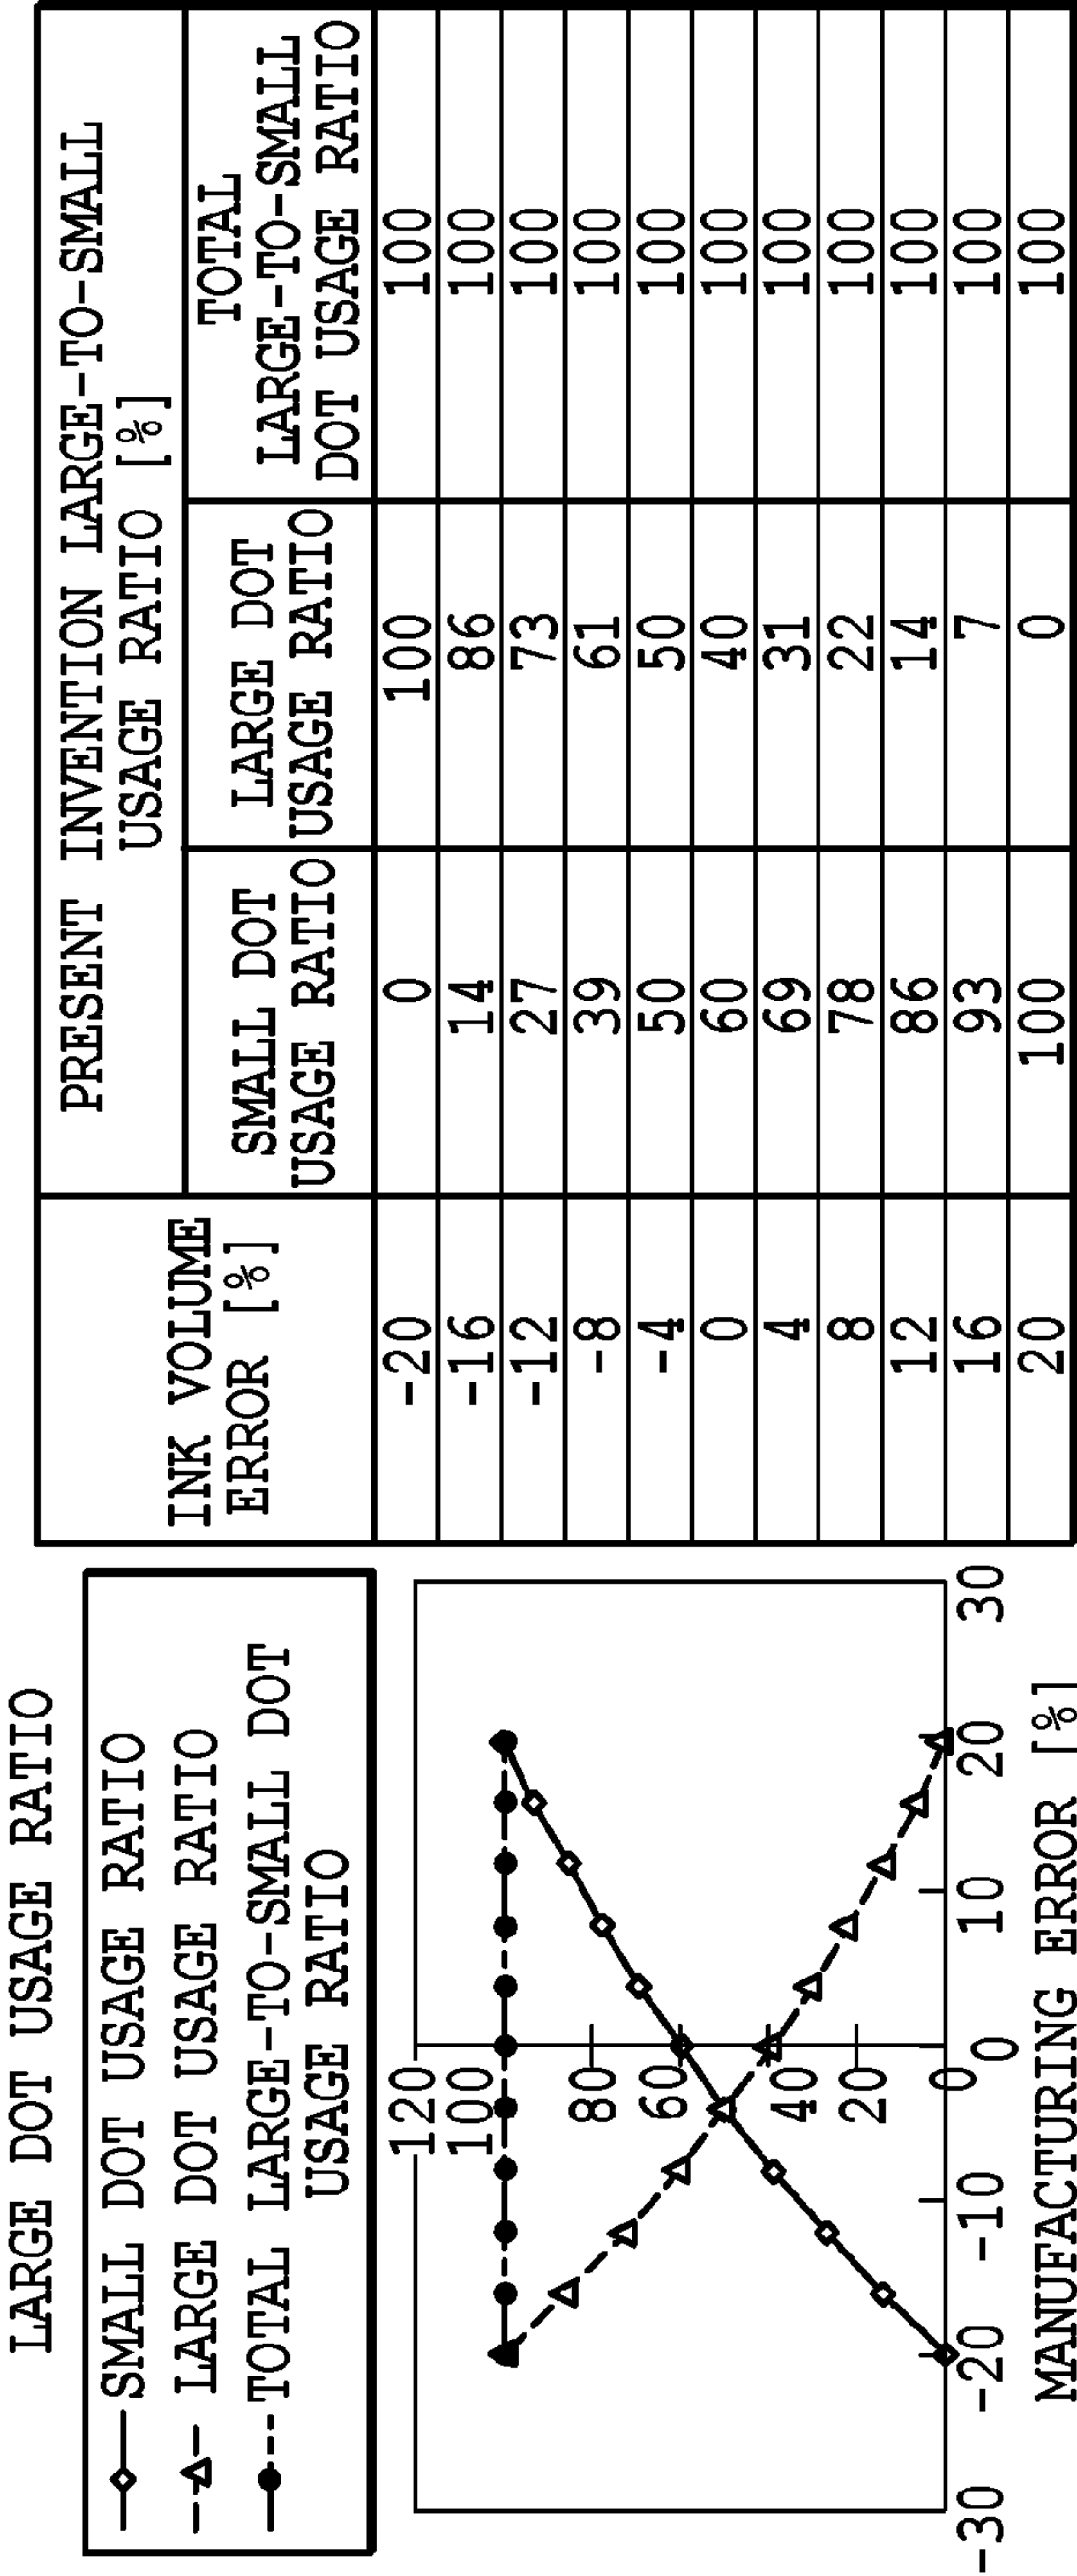 LARGE DOT USAGE RATIO
SMALL DOT USAGE RATIO
LARGE DOT USAGE RATIO
TOTAL LARGE-TO-SMALL DOT
USAGE RATIO
120
100
80
60
40
20
0
-30 -20 -10 0 10 20 30
MANUFACTURING ERROR [%]
INK VOLUME
ERROR [%]
PRESENT INVENTION LARGE-TO-SMALL
USAGE RATIO [%]
SMALL DOT
USAGE RATIO
LARGE DOT
USAGE RATIO
TOTAL
LARGE-TO-SMALL
DOT USAGE RATIO
-20 0 100 100
-16 14 86 100
-12 27 73 100
-8 39 61 100
-4 50 50 100
0 60 40 100
4 69 31 100
8 78 22 100
12 86 14 100
16 93 7 100
20 100 0 100